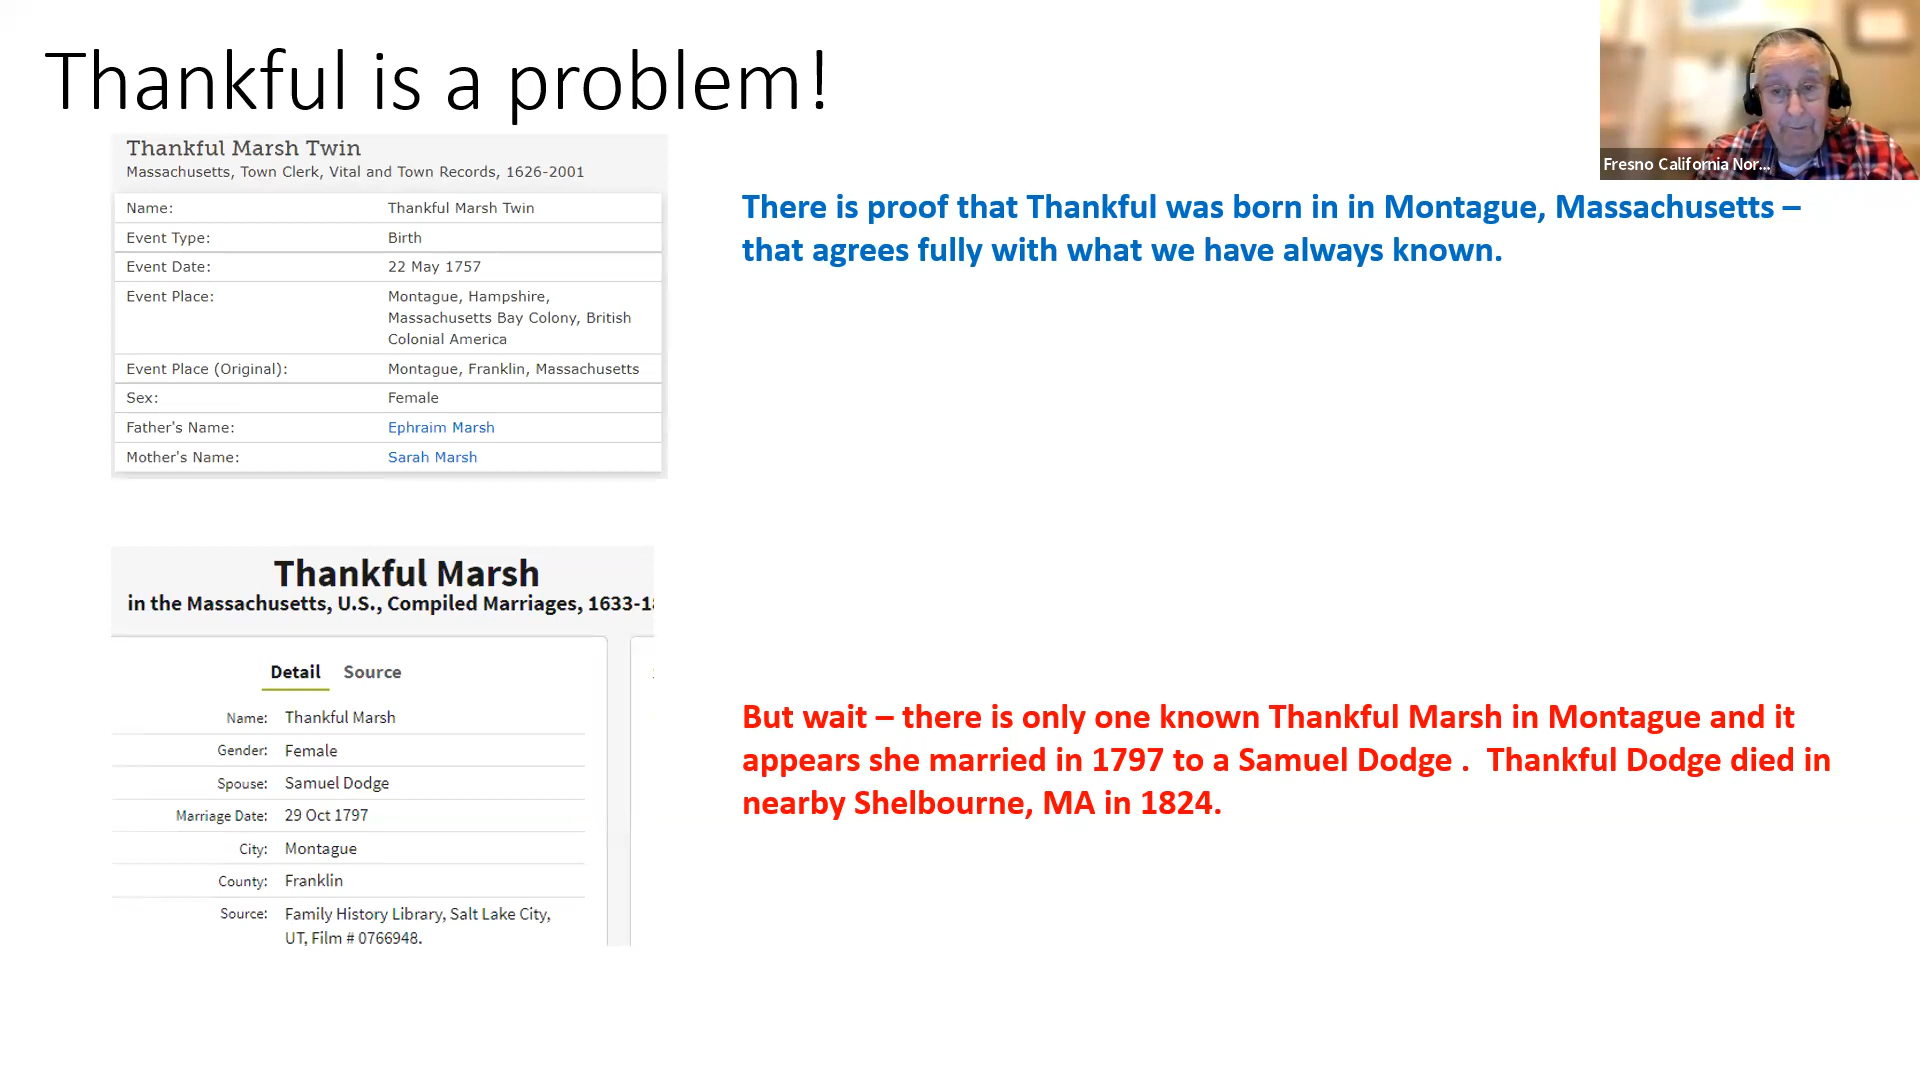 Thankful is a problem!
Fresno California Nor...
Thankful Marsh Twin
Massachusetts, Town Clerk, Vital and Town Records, 1626-2001
Name: Thankful Marsh Twin
Event Type: Birth
Event Date: 22 May 1757
Event Place: Montague, Hampshire,
Massachusetts Bay Colony, British
Colonial America
Event Place (Original): Montague, Franklin, Massachusetts
Sex: Female
Father's Name: Ephraim Marsh
Mother's Name: Sarah Marsh
There is proof that Thankful was born in in Montague, Massachusetts –
that agrees fully with what we have always known.
Thankful Marsh
in the Massachusetts, U.S., Compiled Marriages, 1633-18
Detail Source
Name: Thankful Marsh
Gender: Female
Spouse: Samuel Dodge
Marriage Date: 29 Oct 1797
City: Montague
County: Franklin
Source: Family History Library, Salt Lake City,
UT, Film # 0766948.
But wait – there is only one known Thankful Marsh in Montague and it
appears she married in 1797 to a Samuel Dodge . Thankful Dodge died in
nearby Shelbourne, MA in 1824.